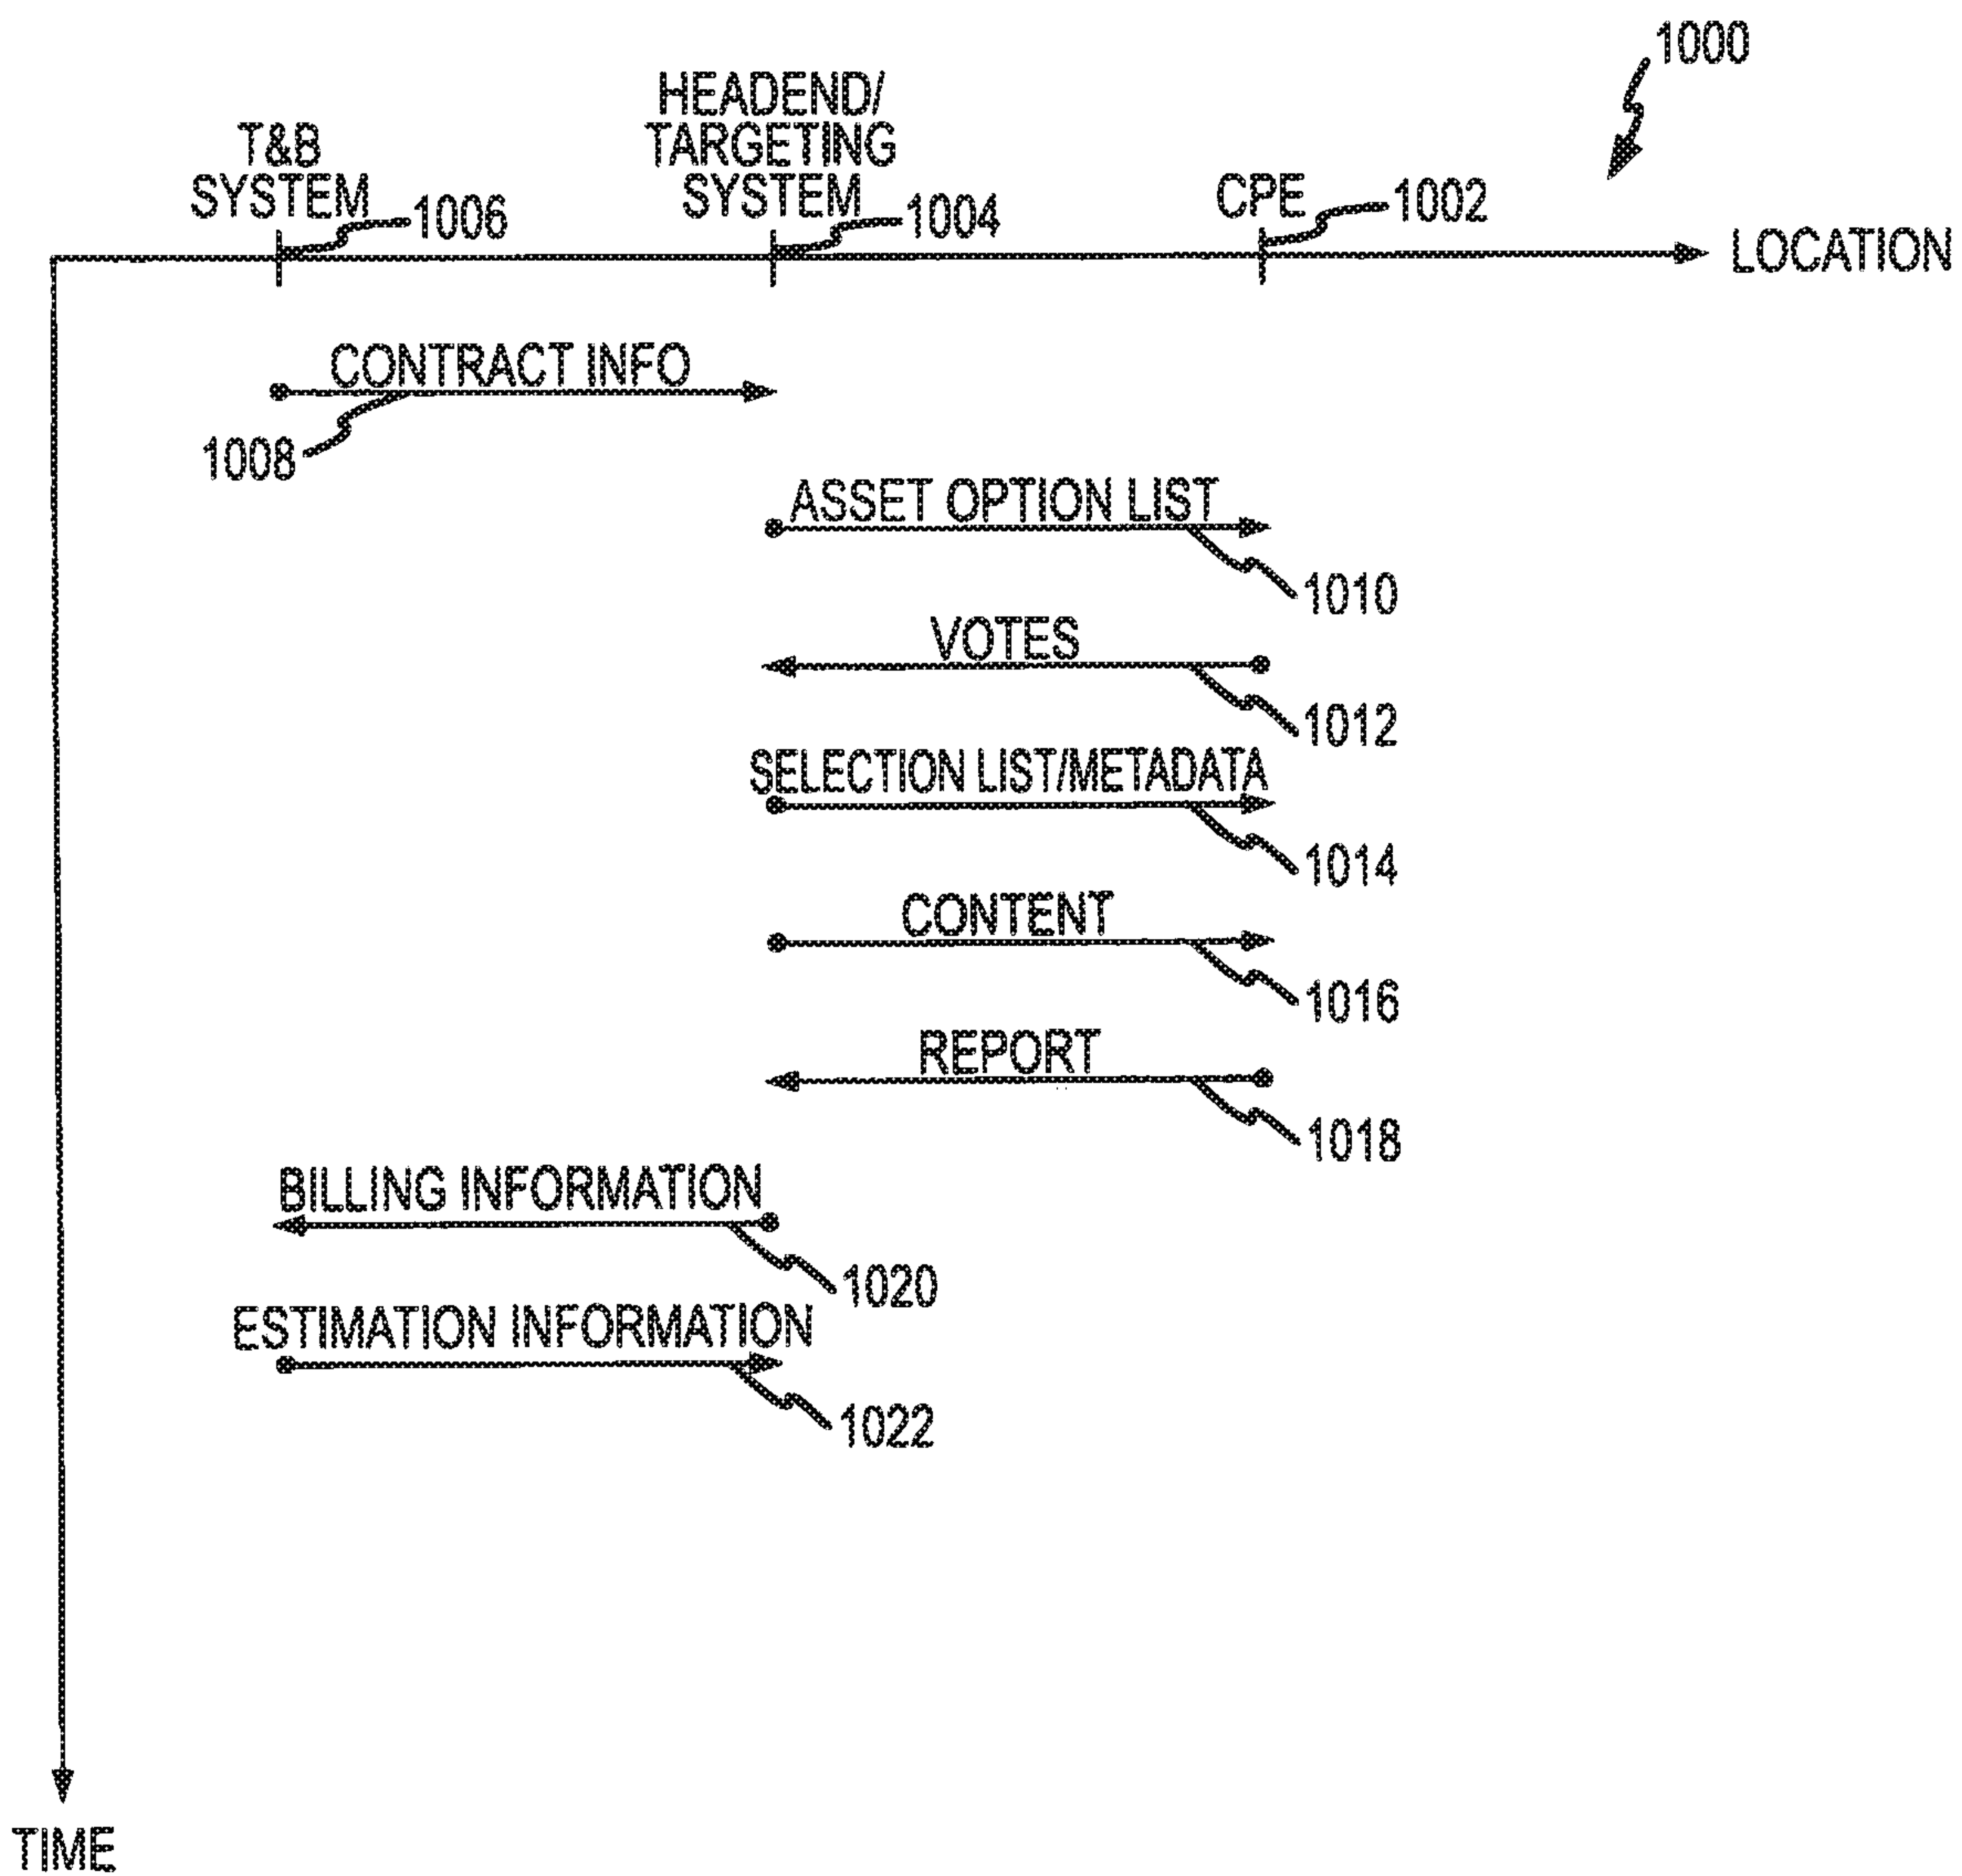 1000
HEADEND/
TARGETING
SYSTEM
T&B
SYSTEM
CPE
1006
1004
1002
LOCATION
CONTRACT INFO
1008
ASSET OPTION LIST
1010
VOTES
1012
SELECTION LIST/METADATA
1014
CONTENT
1016
REPORT
1018
BILLING INFORMATION
1020
ESTIMATION INFORMATION
1022
TIME